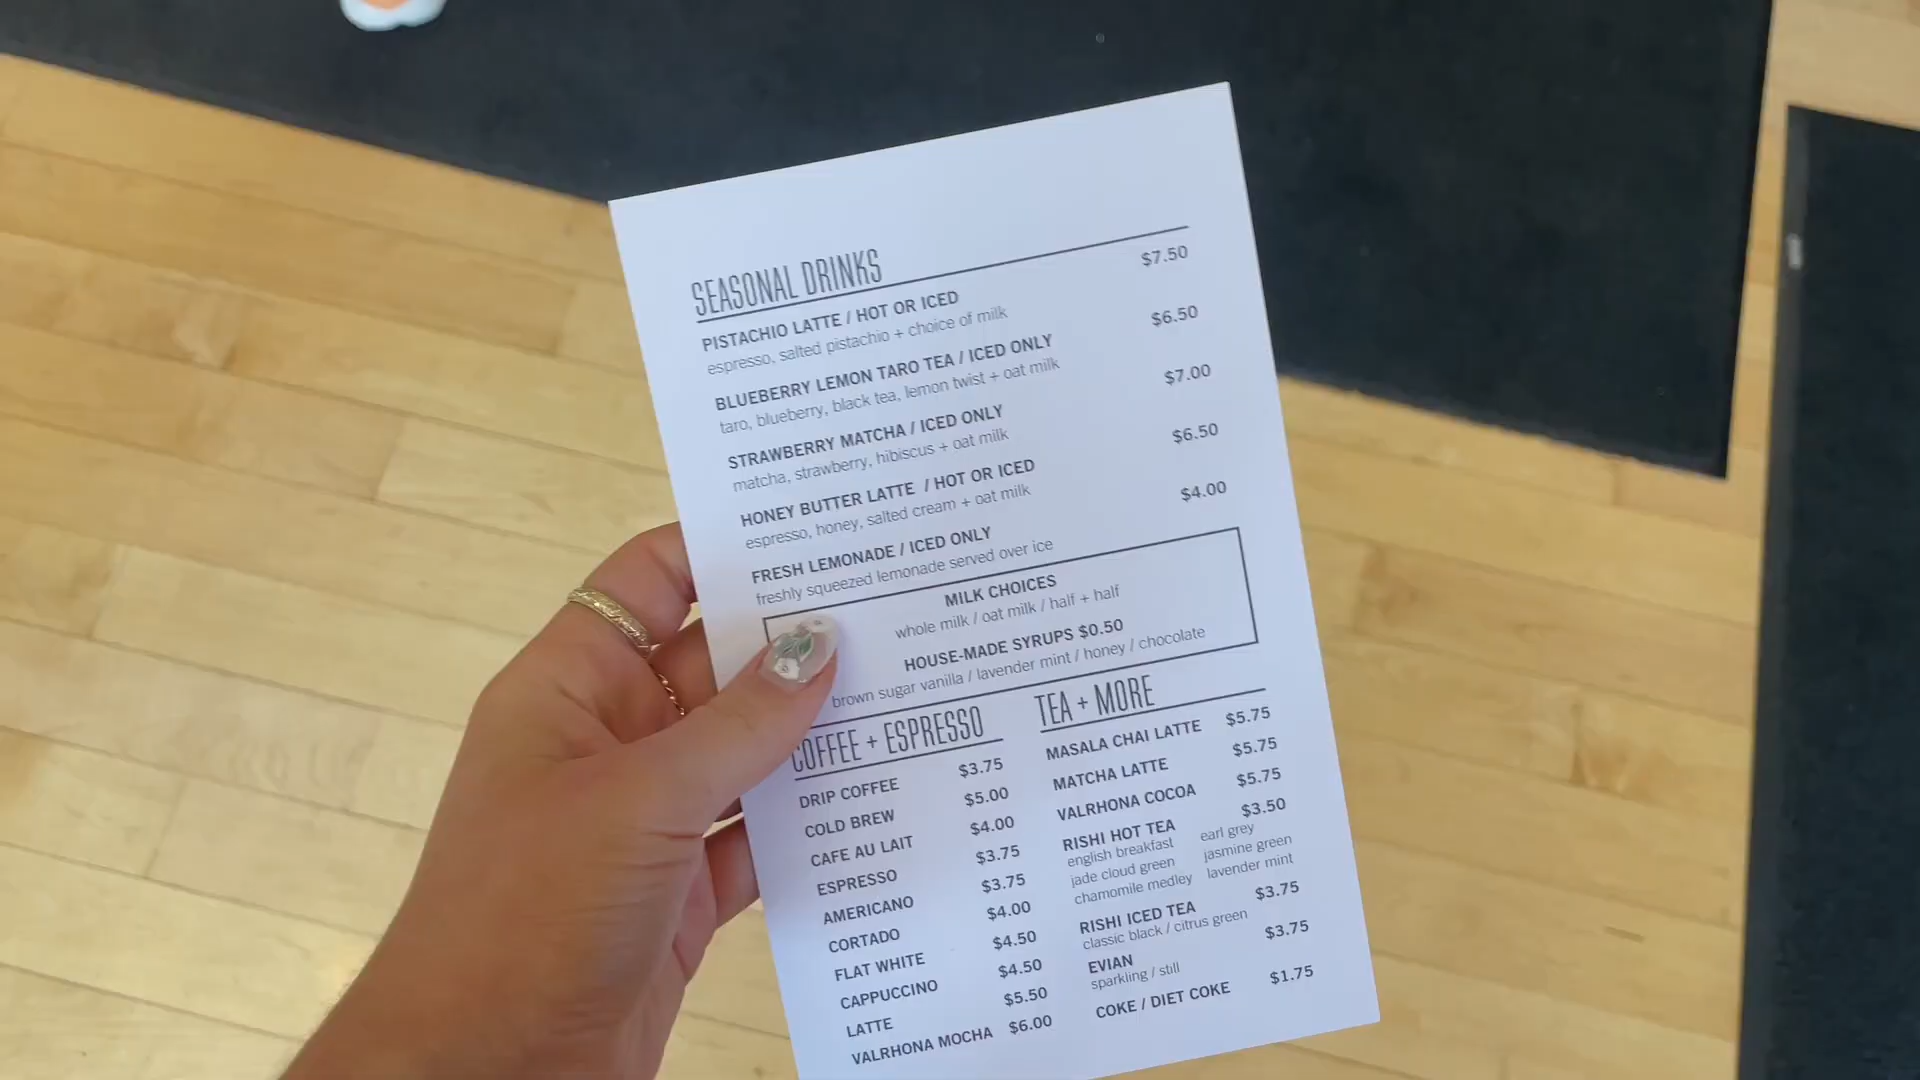 SEASONAL DRINKS
PISTACHIO LATTE / HOT OR ICED $7.50
espresso, salted pistachio + choice of milk
BLUEBERRY LEMON TARO TEA / ICED ONLY $6.50
taro, blueberry, black tea, lemon twist + oat milk
STRAWBERRY MATCHA / ICED ONLY $7.00
matcha, strawberry, hibiscus + oat milk
HONEY BUTTER LATTE / HOT OR ICED $6.50
espresso, honey, salted cream + oat milk
FRESH LEMONADE / ICED ONLY $4.00
freshly squeezed lemonade served over ice
MILK CHOICES
whole milk / oat milk / half + half
HOUSE-MADE SYRUPS $0.50
brown sugar vanilla / lavender mint / honey / chocolate
COFFEE + ESPRESSO
DRIP COFFEE $3.75
COLD BREW $5.00
CAFE AU LAIT $4.00
ESPRESSO $3.75
AMERICANO $3.75
CORTADO $4.00
FLAT WHITE $4.50
CAPPUCCINO $4.50
LATTE $5.50
VALRHONA MOCHA $6.00
TEA + MORE
MASALA CHAI LATTE $5.75
MATCHA LATTE $5.75
VALRHONA COCOA $5.75
RISHI HOT TEA $3.50
english breakfast earl grey
jade cloud green jasmine green
chamomile medley lavender mint
RISHI ICED TEA $3.75
classic black / citrus green
EVIAN $3.75
sparkling / still
COKE / DIET COKE $1.75